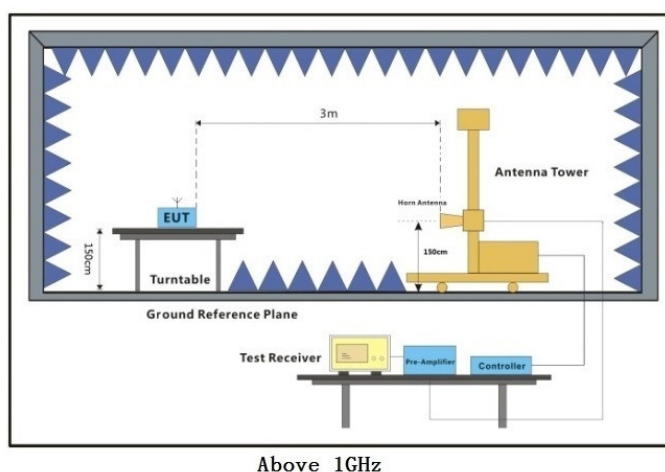 3m
Antenna Tower
Horn Antenna
EUT
150cm
150cm
Turntable
Ground Reference Plane
Test Receiver
Pre-Amplifier
Controller
Above 1GHz